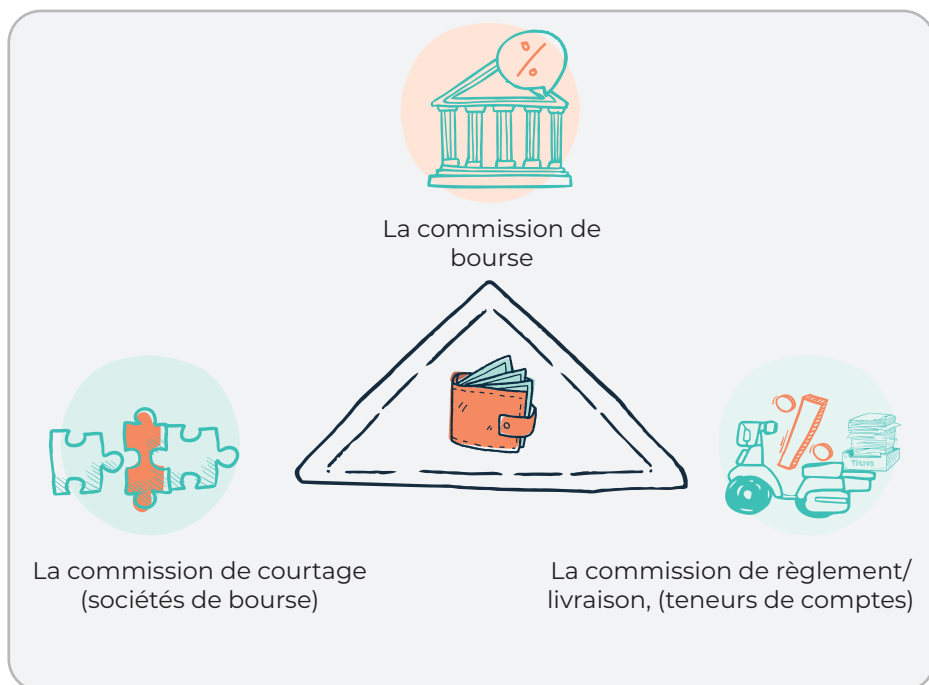 %
La commission de
bourse
%
Titres
La commission de courtage
(sociétés de bourse)
La commission de règlement/
livraison, (teneurs de comptes)